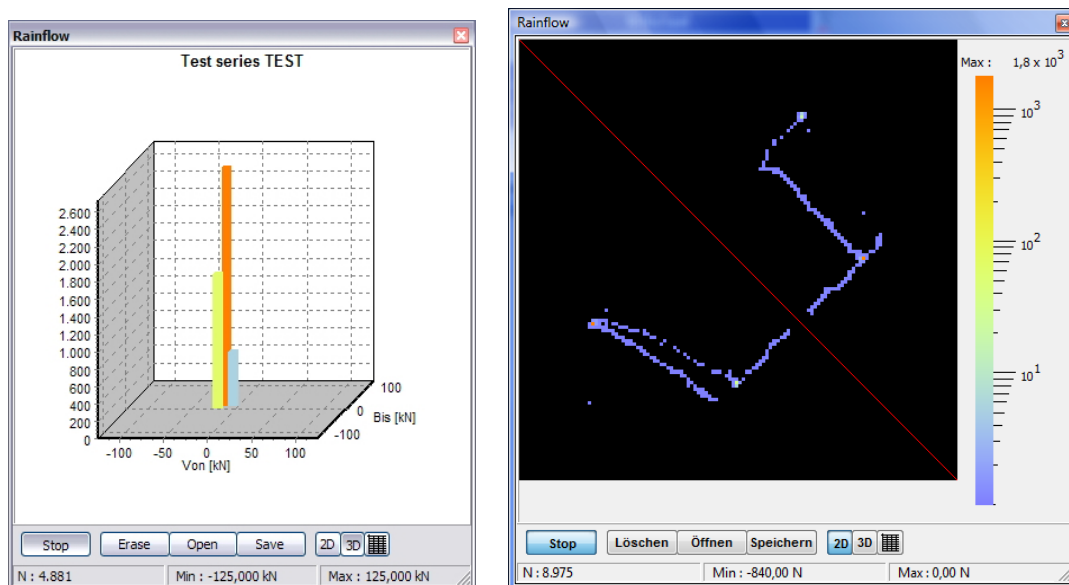 Rainflow
Test series TEST
2.600
2.400
2.200
2.000
1.800
1.600
1.400
1.200
1.000
800
600
400
200
0
-100 -50 0 50 100
Von [kN]
100
0
-100
Bis [kN]
Stop Erase Open Save 2D 3D
N : 4.881 Min : -125,000 kN Max : 125,000 kN
Rainflow
Max : 1,8 x 10³
10³
10²
10¹
Stop Löschen Öffnen Speichern 2D 3D
N : 8.975 Min : -840,00 N Max : 0,00 N